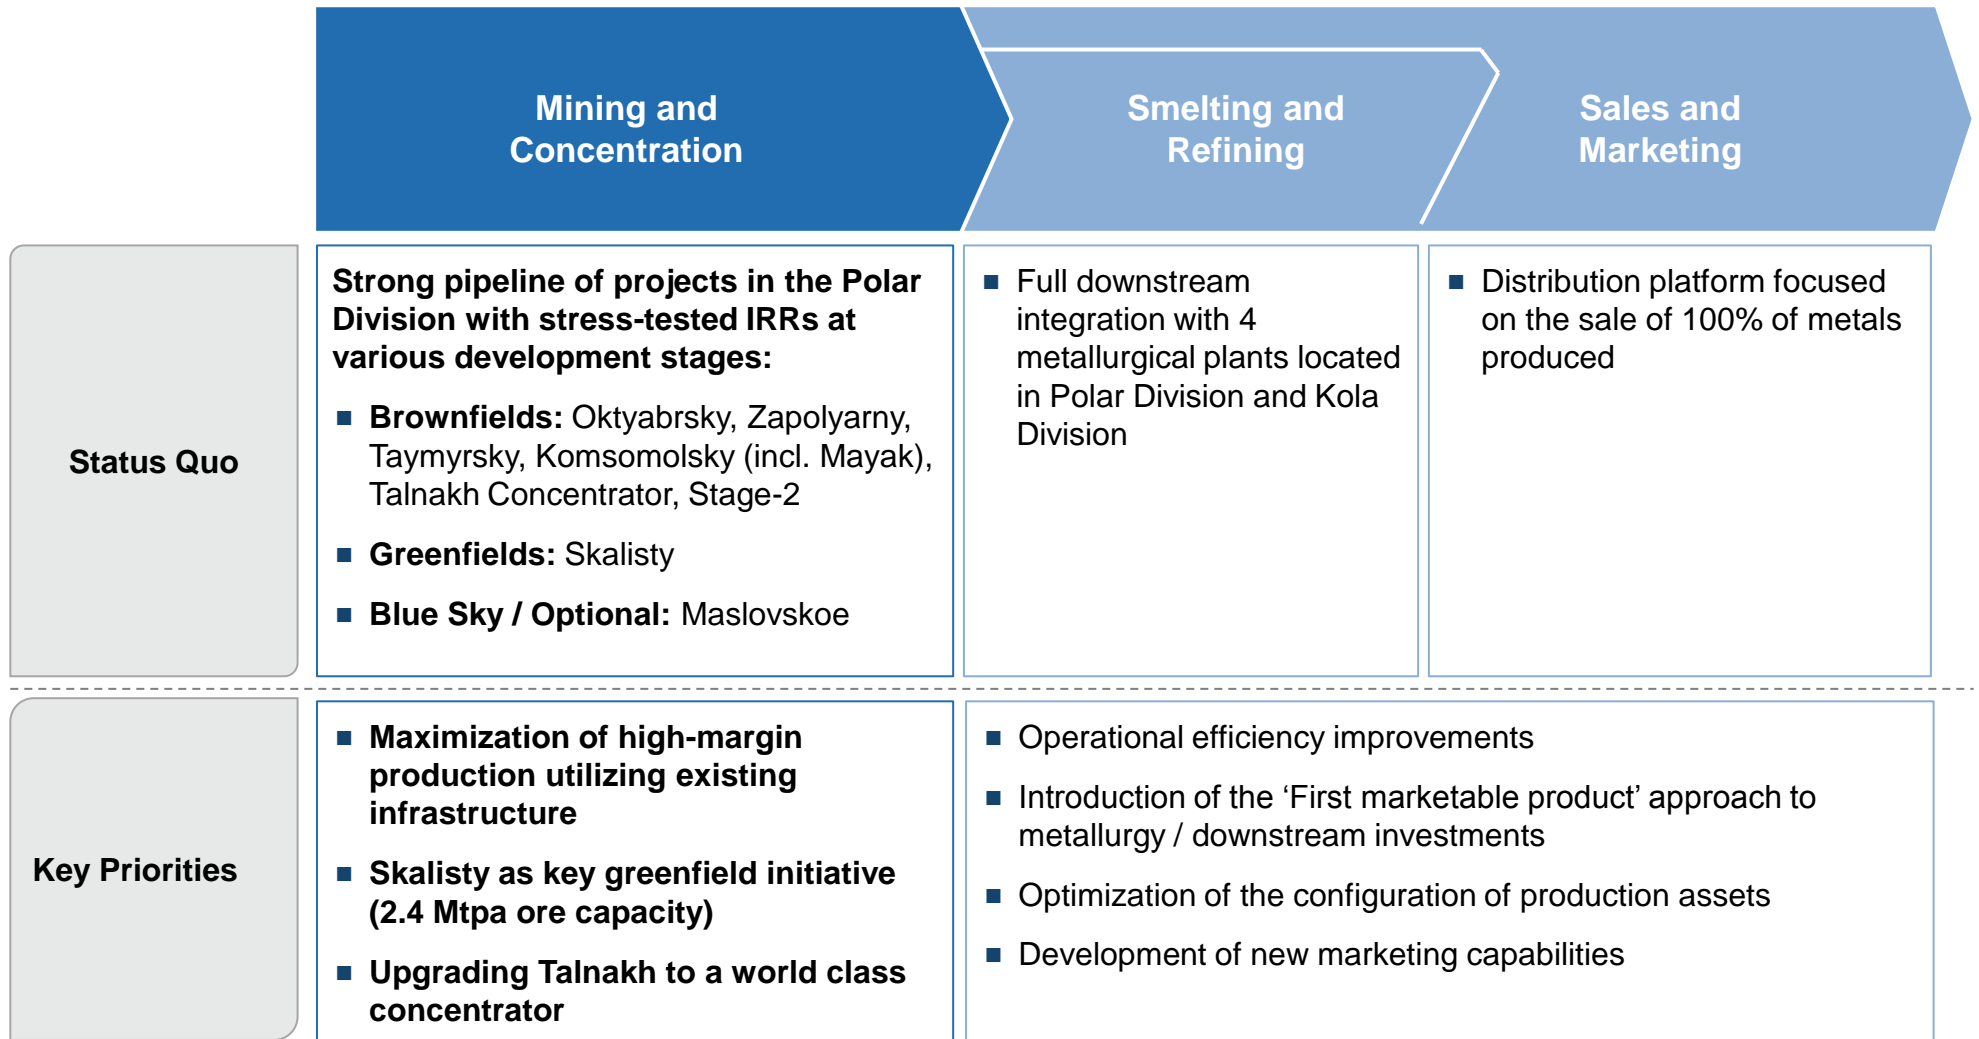 Mining and
Concentration
Smelting and
Refining
Sales and
Marketing
Status Quo
Strong pipeline of projects in the Polar
Division with stress-tested IRRs at
various development stages:
■ Brownfields: Oktyabrsky, Zapolyarny,
Taymyrsky, Komsomolsky (incl. Mayak),
Talnakh Concentrator, Stage-2
■ Greenfields: Skalisty
■ Blue Sky / Optional: Maslovskoe
■ Full downstream
integration with 4
metallurgical plants located
in Polar Division and Kola
Division
■ Distribution platform focused
on the sale of 100% of metals
produced
Key Priorities
■ Maximization of high-margin
production utilizing existing
infrastructure
■ Skalisty as key greenfield initiative
(2.4 Mtpa ore capacity)
■ Upgrading Talnakh to a world class
concentrator
■ Operational efficiency improvements
■ Introduction of the ‘First marketable product’ approach to
metallurgy / downstream investments
■ Optimization of the configuration of production assets
■ Development of new marketing capabilities